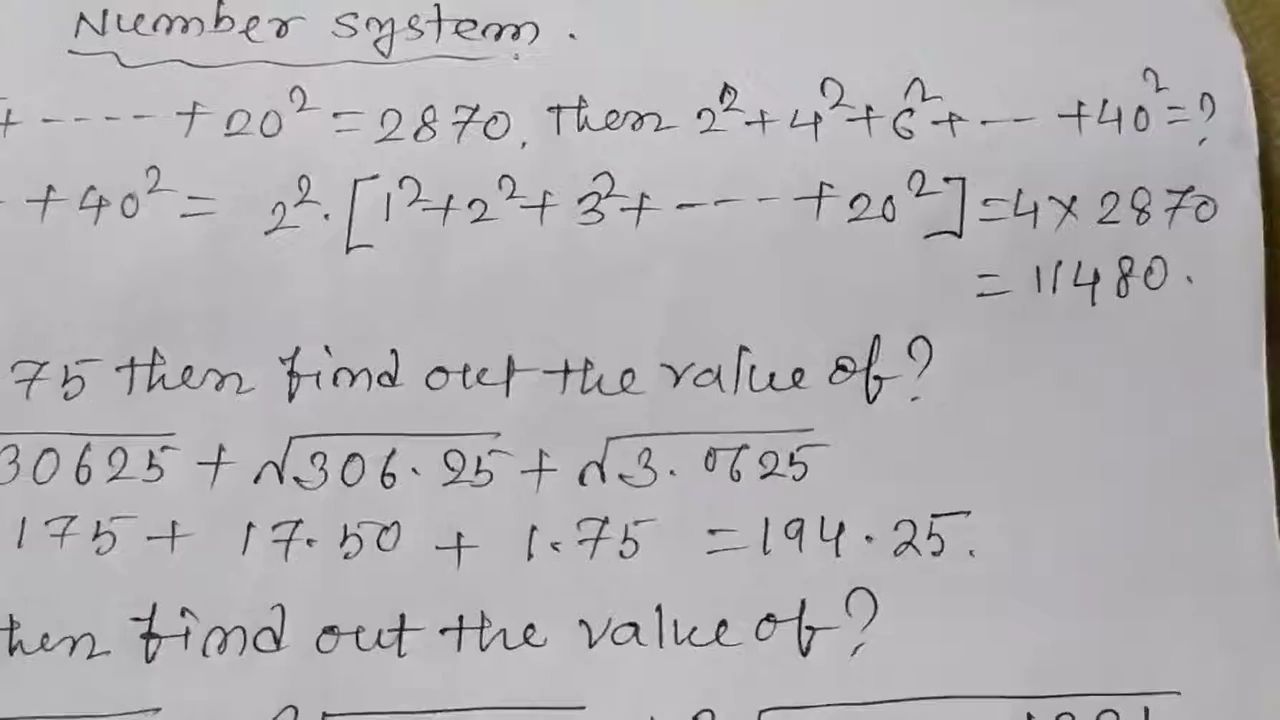 Number system.
+ ---- + 20² = 2870, then 2² + 4² + 6² + --- + 40² = ?
+ 40² = 2². [1² + 2² + 3² + ---- + 20²] = 4 × 2870
= 11480.
75 then find out the value of?
30625 + √306.25 + √3.0625
175 + 17.50 + 1.75 = 194.25.
hen find out the value of?